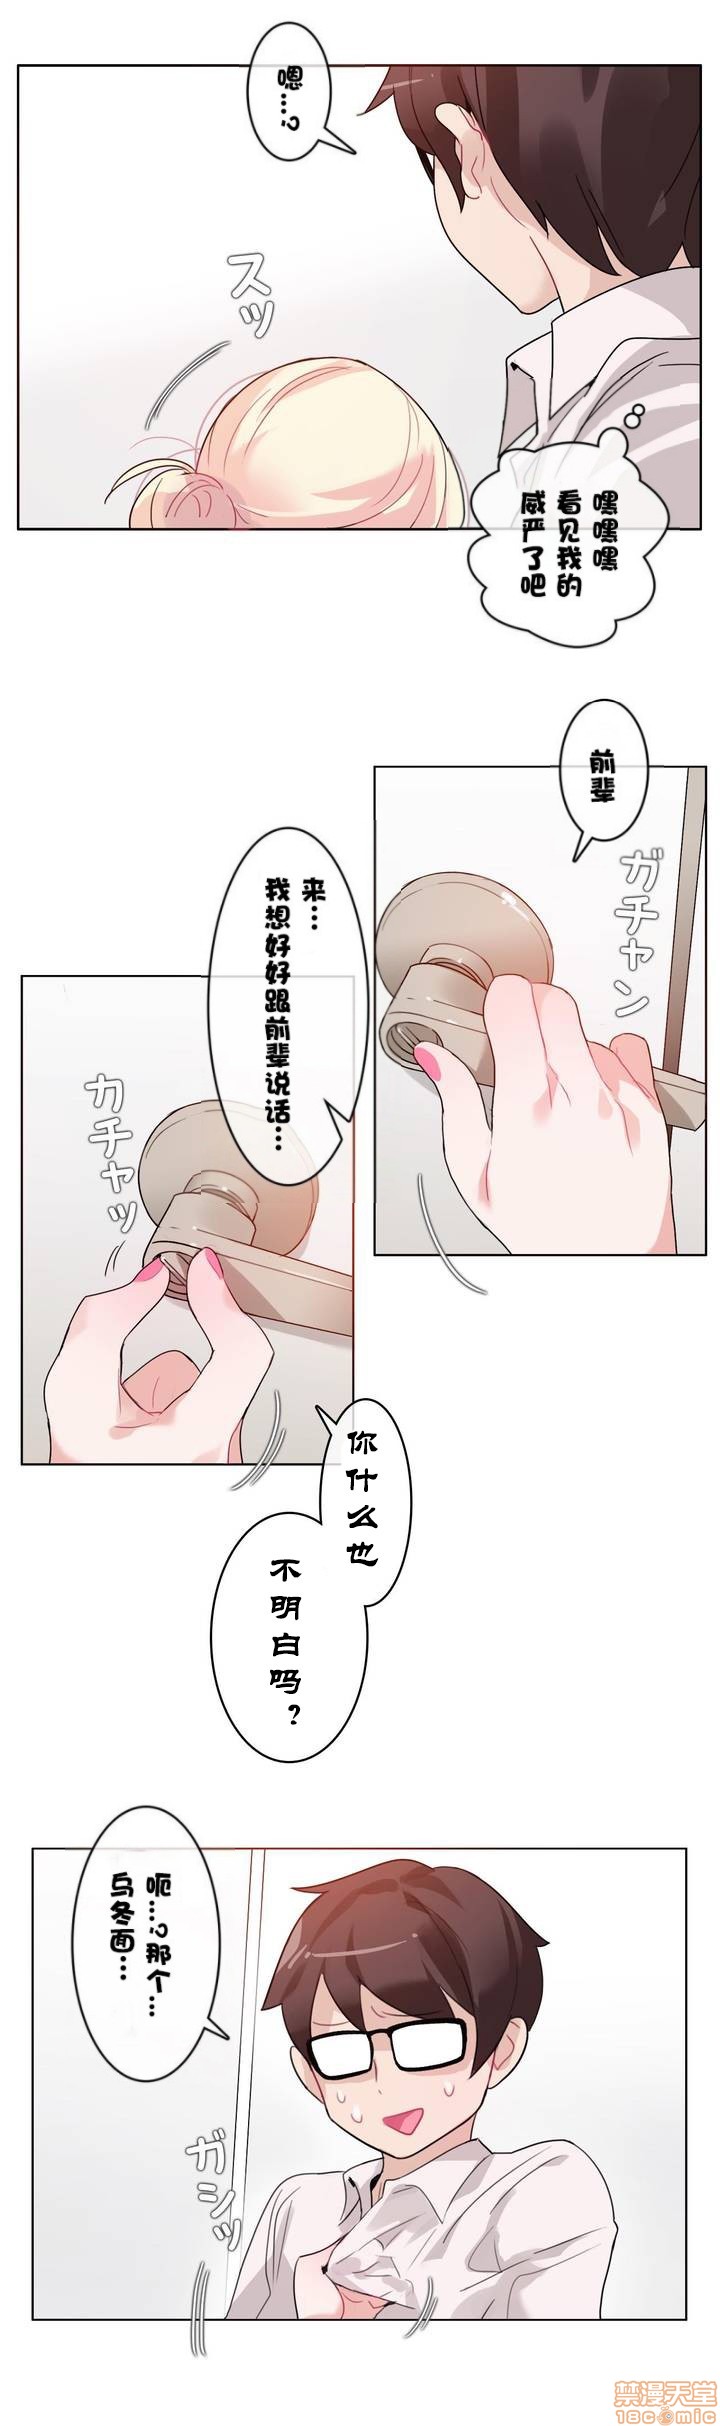 嗯…?
スッ
嘿嘿嘿
看见我的
威严了吧
前辈
ガチャン
来…
我想好好跟前辈说话…
カチャッ
你什么也
不明白吗?
呃…?那个…
乌冬面…
ガシッ
禁漫天堂
18comic